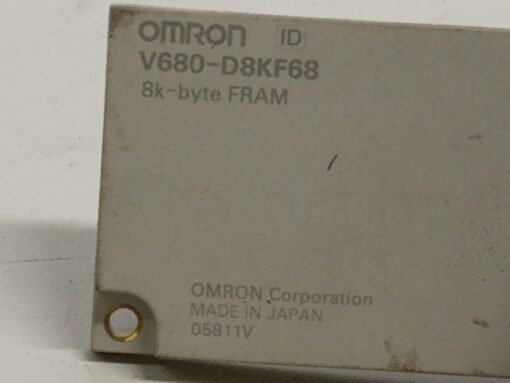 OMRON ID
V680-D8KF68
8k-byte FRAM
OMRON Corporation
MADE IN JAPAN
05811V